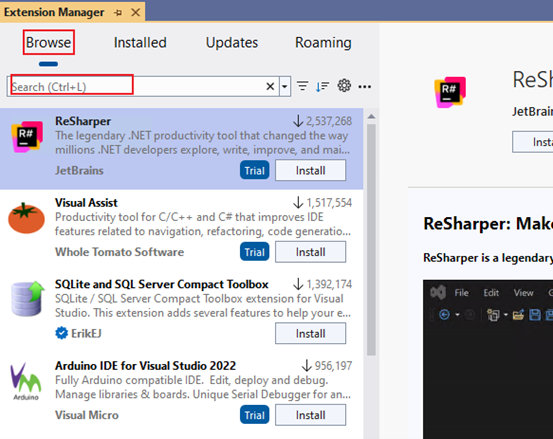 Extension Manager
Browse Installed Updates Roaming
Search (Ctrl+L)
R#
ReSharper 2,537,268
The legendary .NET productivity tool that changed the way
millions .NET developers explore, write, improve, and mai...
JetBrains Trial Install
Visual Assist 1,517,554
Productivity tool for C/C++ and C# that improves IDE
features related to navigation, refactoring, code generatio...
Whole Tomato Software Trial Install
SQLite and SQL Server Compact Toolbox 1,392,174
SQLite / SQL Server Compact Toolbox extension for Visual
Studio. This extension adds several features to help your e...
ErikEJ Install
Arduino IDE for Visual Studio 2022 956,197
Fully Arduino compatible IDE. Edit, deploy and debug.
Manage libraries & boards. Unique Serial Debugger for an...
Arduino
Visual Micro Trial Install
R#
ReSh
JetBrain
Insta
ReSharper: Make
ReSharper is a legendary
File Edit View G